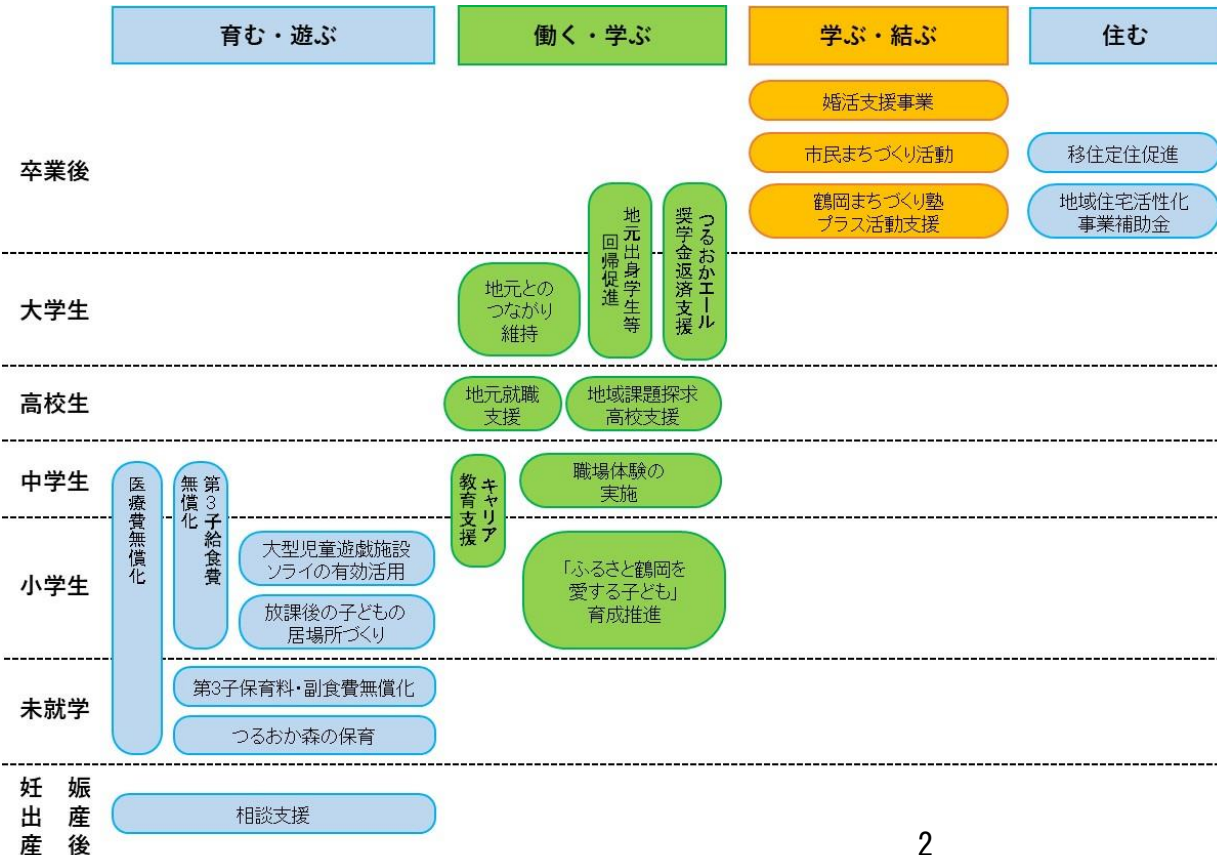 育む・遊ぶ
働く・学ぶ
学ぶ・結ぶ
住む
卒業後
婚活支援事業
市民まちづくり活動
移住定住促進
鶴岡まちづくり塾
プラス活動支援
地域住宅活性化
事業補助金
地元出身学生等
回帰促進
つるおかエール
奨学金返済支援
大学生
地元との
つながり
維持
高校生
地元就職
支援
地域課題探求
高校支援
中学生
医療費無償化
第3子給食費
無償化
キャリア
教育支援
職場体験の
実施
小学生
大型児童遊戯施設
ソライの有効活用
放課後の子どもの
居場所づくり
「ふるさと鶴岡を
愛する子ども」
育成推進
未就学
第3子保育料・副食費無償化
つるおか森の保育
妊娠
出産
産後
相談支援
2